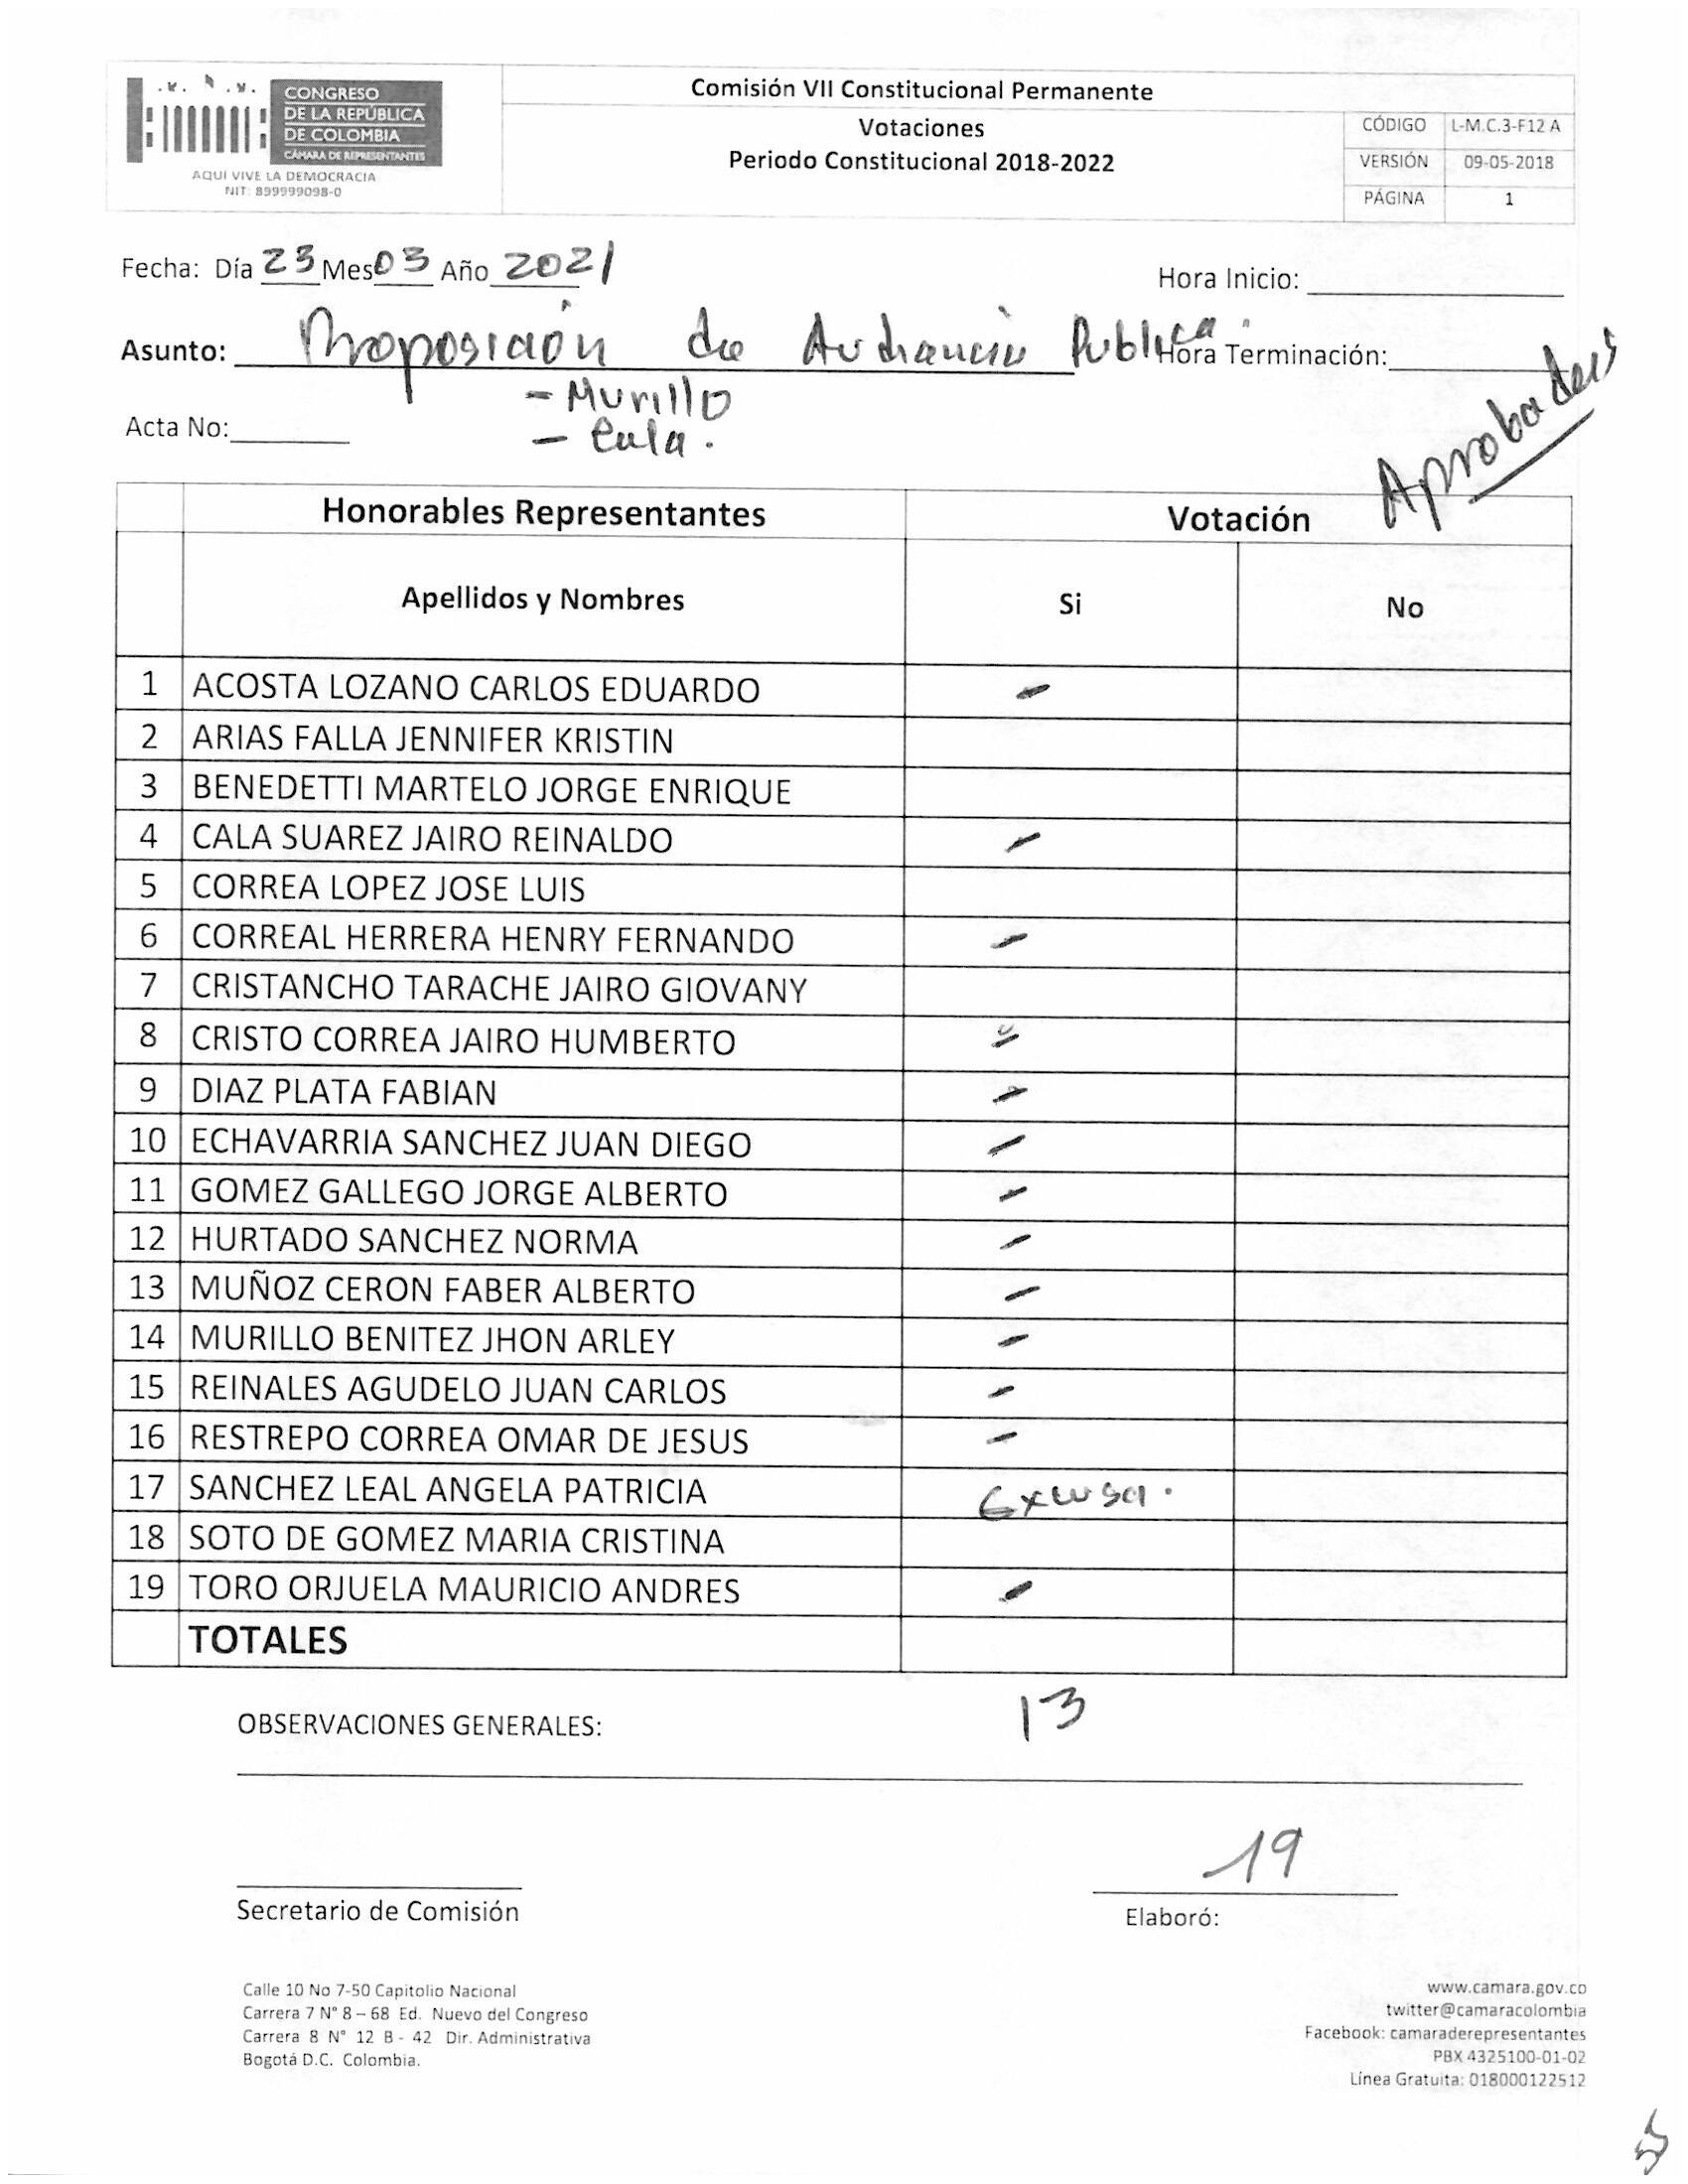 CONGRESO
DE LA REPÚBLICA
DE COLOMBIA
CÁMARA DE REPRESENTANTES
AQUÍ VIVE LA DEMOCRACIA
NIT: 899999098-0
Comisión VII Constitucional Permanente
Votaciones
Periodo Constitucional 2018-2022
CÓDIGO L-M.C.3-F12 A
VERSIÓN 09-05-2018
PÁGINA 1
Fecha: Día 23 Mes 03 Año 2021
Hora Inicio:
Asunto: Proposición de Audiencia Publica.
Hora Terminación:
- Murillo
Acta No:
- Cala.
Aprobadas
Honorables Representantes Votación
Apellidos y Nombres Si No
1 ACOSTA LOZANO CARLOS EDUARDO
2 ARIAS FALLA JENNIFER KRISTIN
3 BENEDETTI MARTELO JORGE ENRIQUE
4 CALA SUAREZ JAIRO REINALDO
5 CORREA LOPEZ JOSE LUIS
6 CORREAL HERRERA HENRY FERNANDO
7 CRISTANCHO TARACHE JAIRO GIOVANY
8 CRISTO CORREA JAIRO HUMBERTO
9 DIAZ PLATA FABIAN
10 ECHAVARRIA SANCHEZ JUAN DIEGO
11 GOMEZ GALLEGO JORGE ALBERTO
12 HURTADO SANCHEZ NORMA
13 MUÑOZ CERON FABER ALBERTO
14 MURILLO BENITEZ JHON ARLEY
15 REINALES AGUDELO JUAN CARLOS
16 RESTREPO CORREA OMAR DE JESUS
17 SANCHEZ LEAL ANGELA PATRICIA Excusa.
18 SOTO DE GOMEZ MARIA CRISTINA
19 TORO ORJUELA MAURICIO ANDRES
TOTALES
13
OBSERVACIONES GENERALES:
19
Secretario de Comisión
Elaboró:
Calle 10 No 7-50 Capitolio Nacional
Carrera 7 N° 8 – 68 Ed. Nuevo del Congreso
Carrera 8 N° 12 B - 42 Dir. Administrativa
Bogotá D.C. Colombia.
www.camara.gov.co
twitter@camaracolombia
Facebook: camaraderepresentantes
PBX 4325100-01-02
Línea Gratuita: 018000122512